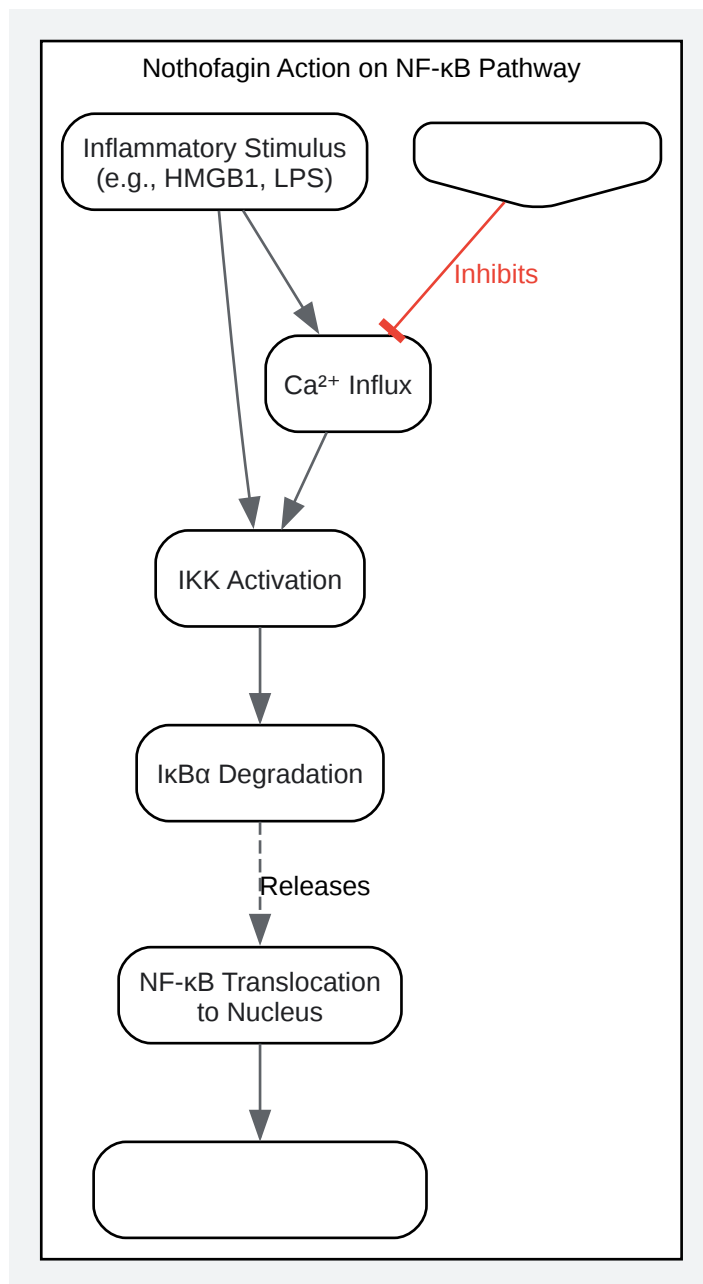 Nothofagin Action on NF-κB Pathway
Inflammatory Stimulus
(e.g., HMGB1, LPS)
Inhibits
Ca²⁺ Influx
IKK Activation
IκBα Degradation
Releases
NF-κB Translocation
to Nucleus